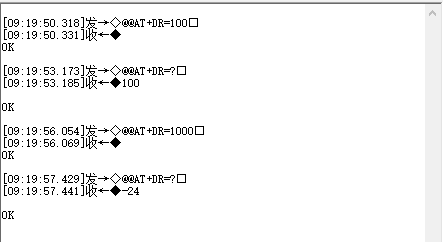 [09:19:50.318]发→◇@@AT+DR=100□
[09:19:50.331]收←◆
OK
[09:19:53.173]发→◇@@AT+DR=?□
[09:19:53.185]收←◆100
OK
[09:19:56.054]发→◇@@AT+DR=1000□
[09:19:56.069]收←◆
OK
[09:19:57.429]发→◇@@AT+DR=?□
[09:19:57.441]收←◆-24
OK